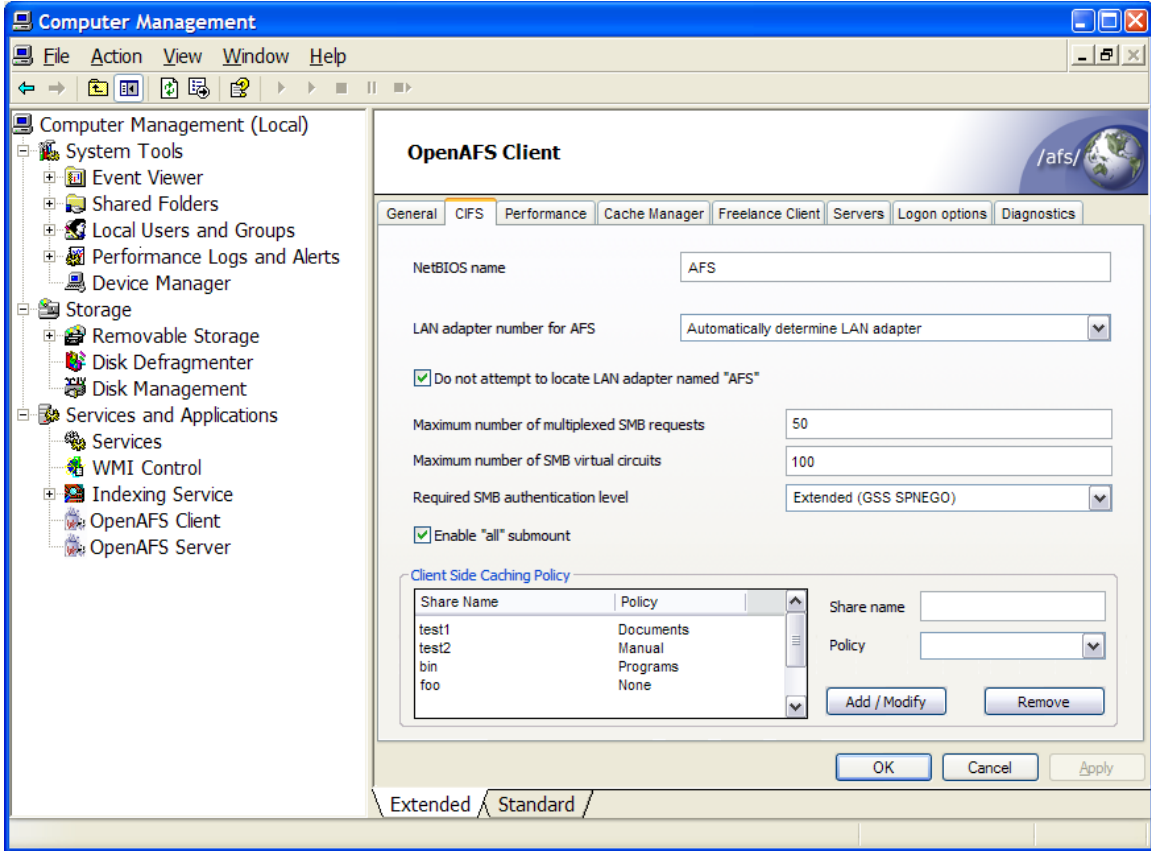 Computer Management
File Action View Window Help
Computer Management (Local)
System Tools
Event Viewer
Shared Folders
Local Users and Groups
Performance Logs and Alerts
Device Manager
Storage
Removable Storage
Disk Defragmenter
Disk Management
Services and Applications
Services
WMI Control
Indexing Service
OpenAFS Client
OpenAFS Server
OpenAFS Client
/afs/
General CIFS Performance Cache Manager Freelance Client Servers Logon options Diagnostics
NetBIOS name AFS
LAN adapter number for AFS Automatically determine LAN adapter
Do not attempt to locate LAN adapter named "AFS"
Maximum number of multiplexed SMB requests 50
Maximum number of SMB virtual circuits 100
Required SMB authentication level Extended (GSS SPNEGO)
Enable "all" submount
Client Side Caching Policy
Share Name Policy
test1 Documents
test2 Manual
bin Programs
foo None
Share name
Policy
Add / Modify Remove
OK Cancel Apply
Extended Standard